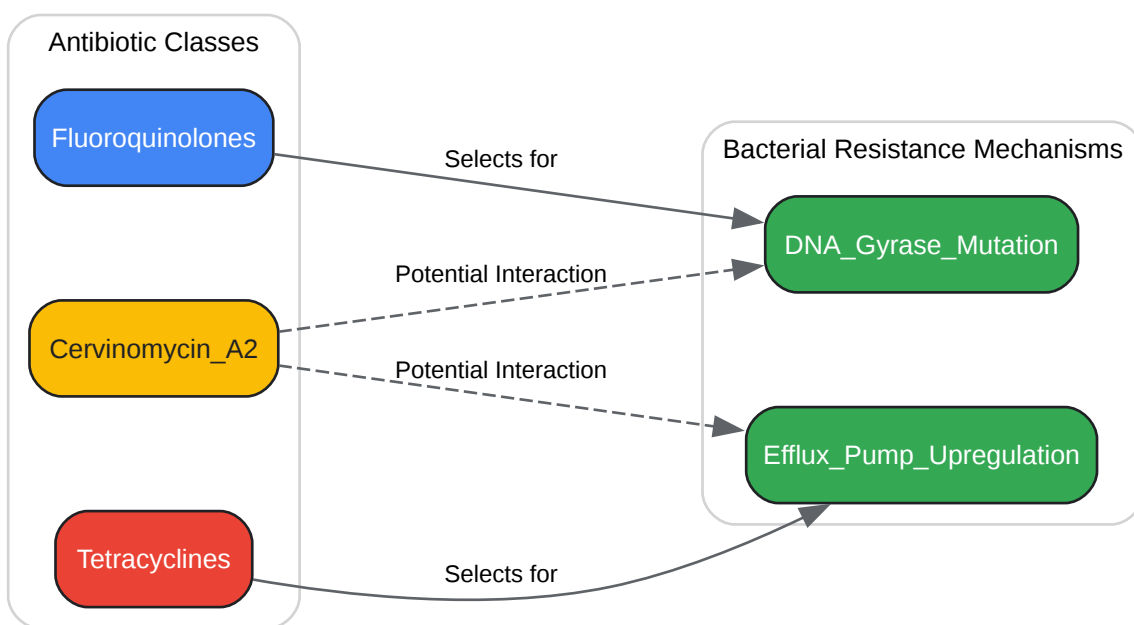 Antibiotic Classes
Fluoroquinolones
Selects for
Bacterial Resistance Mechanisms
DNA_Gyrase_Mutation
Potential Interaction
Cervinomycin_A2
Potential Interaction
Efflux_Pump_Upregulation
Tetracyclines
Selects for